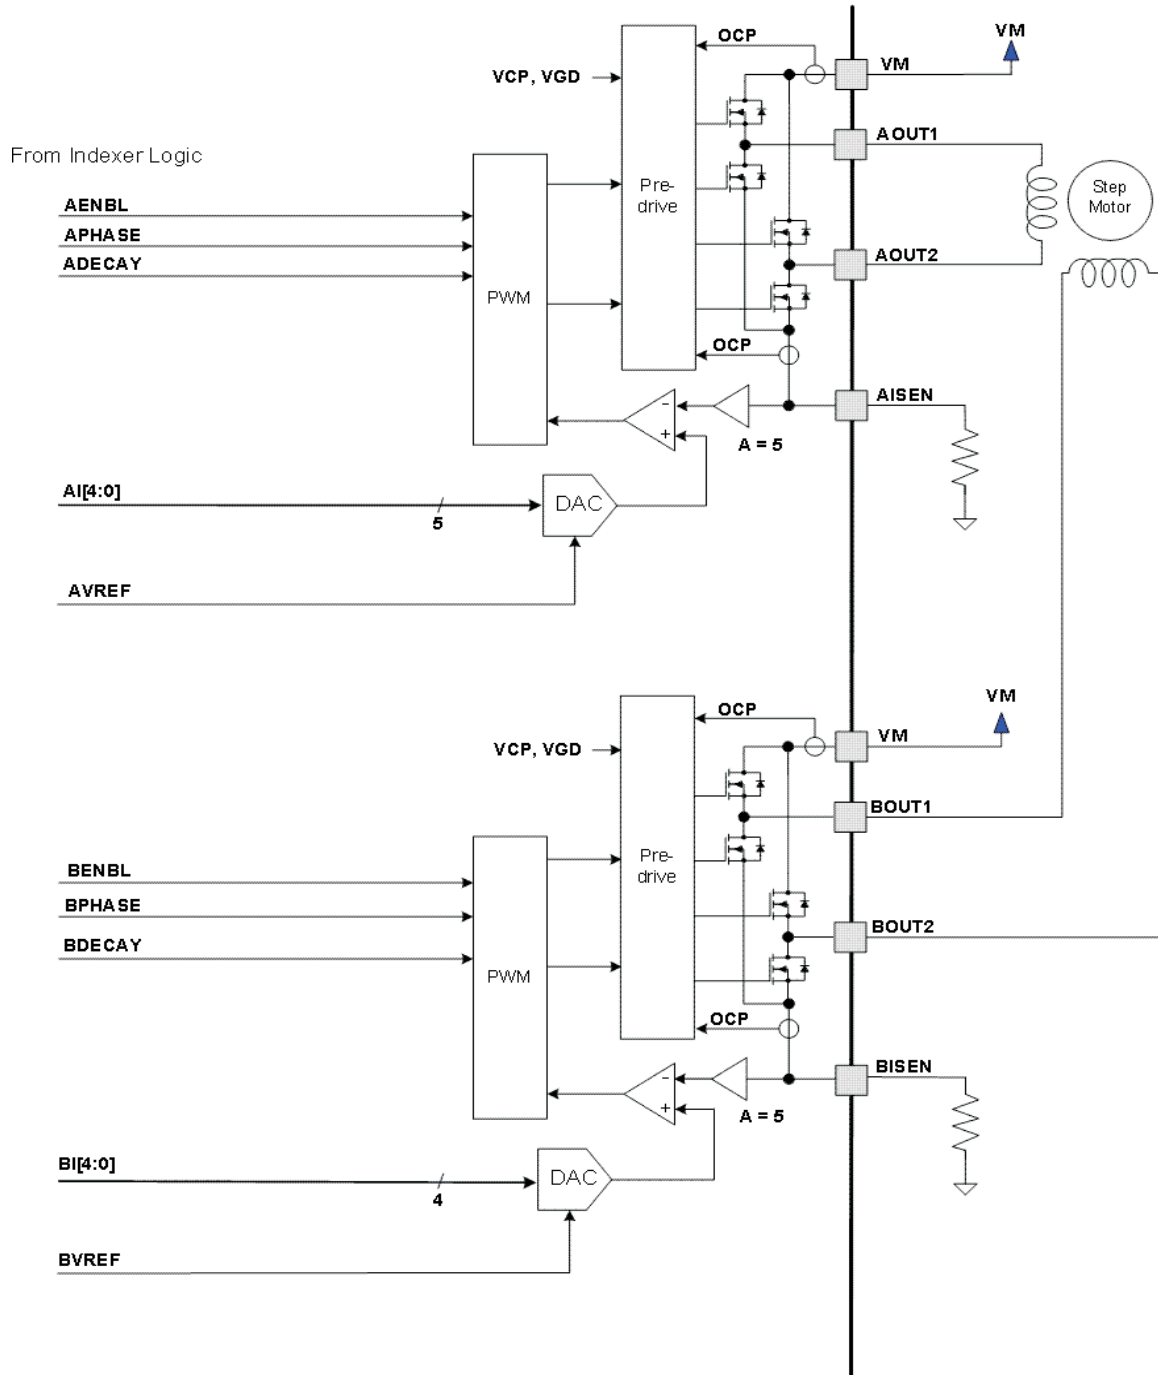 OCP
VM
VCP, VGD
VM
AOUT1
From Indexer Logic
Pre-
drive
Step
Motor
AENBL
APHASE
ADECAY
AOUT2
PWM
OCP
AISEN
-
+
A = 5
AI[4:0]
5
DAC
AVREF
OCP
VM
VM
VCP, VGD
BOUT1
Pre-
drive
BENBL
BPHASE
BDECAY
BOUT2
PWM
OCP
BISEN
-
+
A = 5
BI[4:0]
4
DAC
BVREF